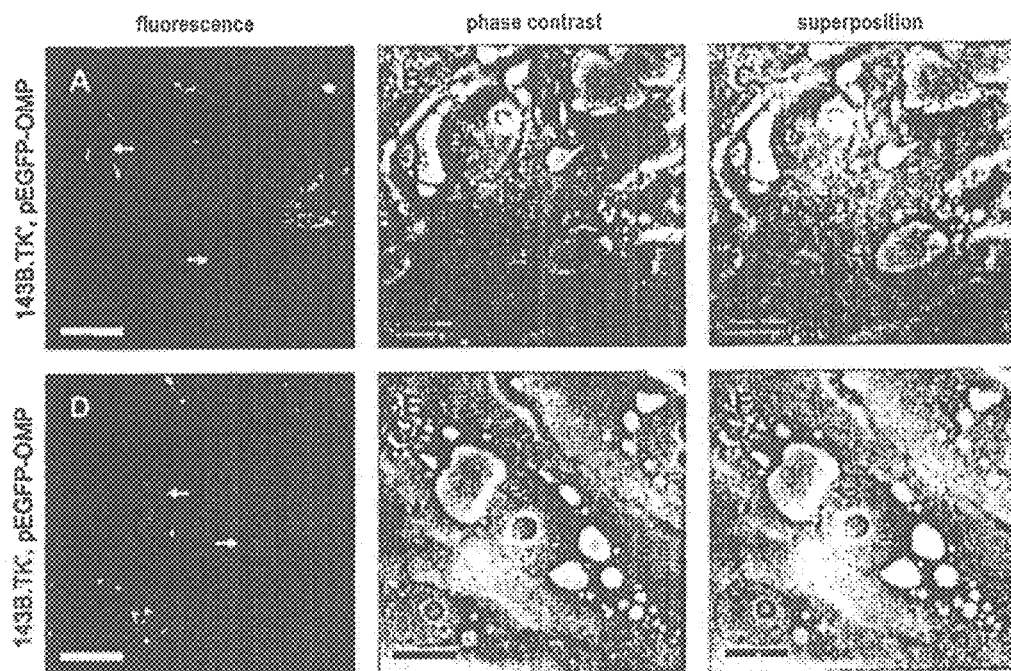 fluorescence phase contrast superposition
143B.TK⁻, pEGFP-OMP
A B C
143B.TK⁻, pEGFP-OMP
D E